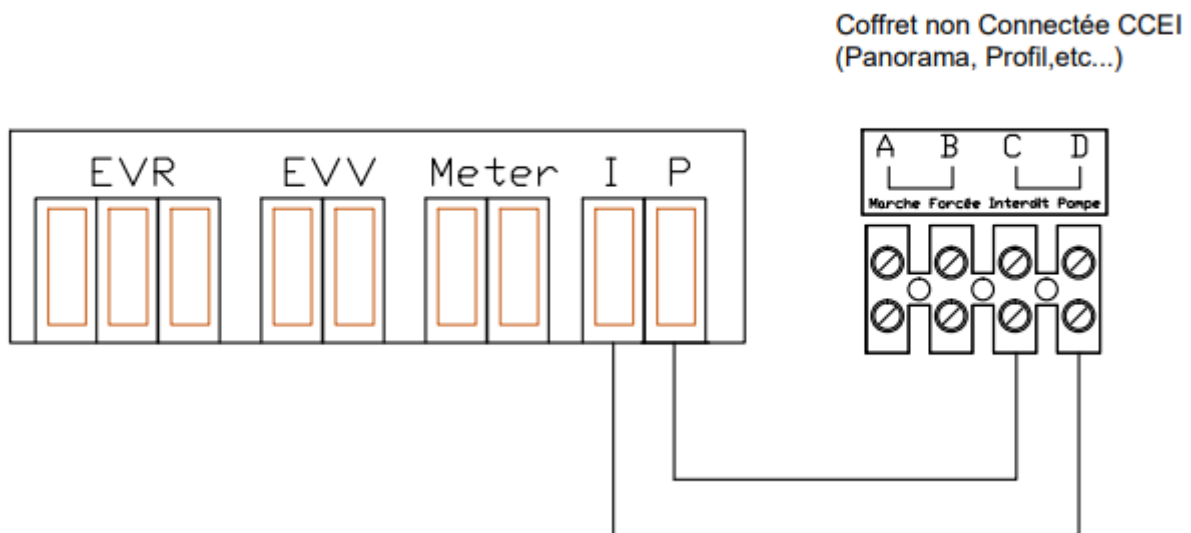 Coffret non Connectée CCEI
(Panorama, Profil,etc...)
EVR EVV Meter I P
A B C D
Marche Forcée Interdit Pompe